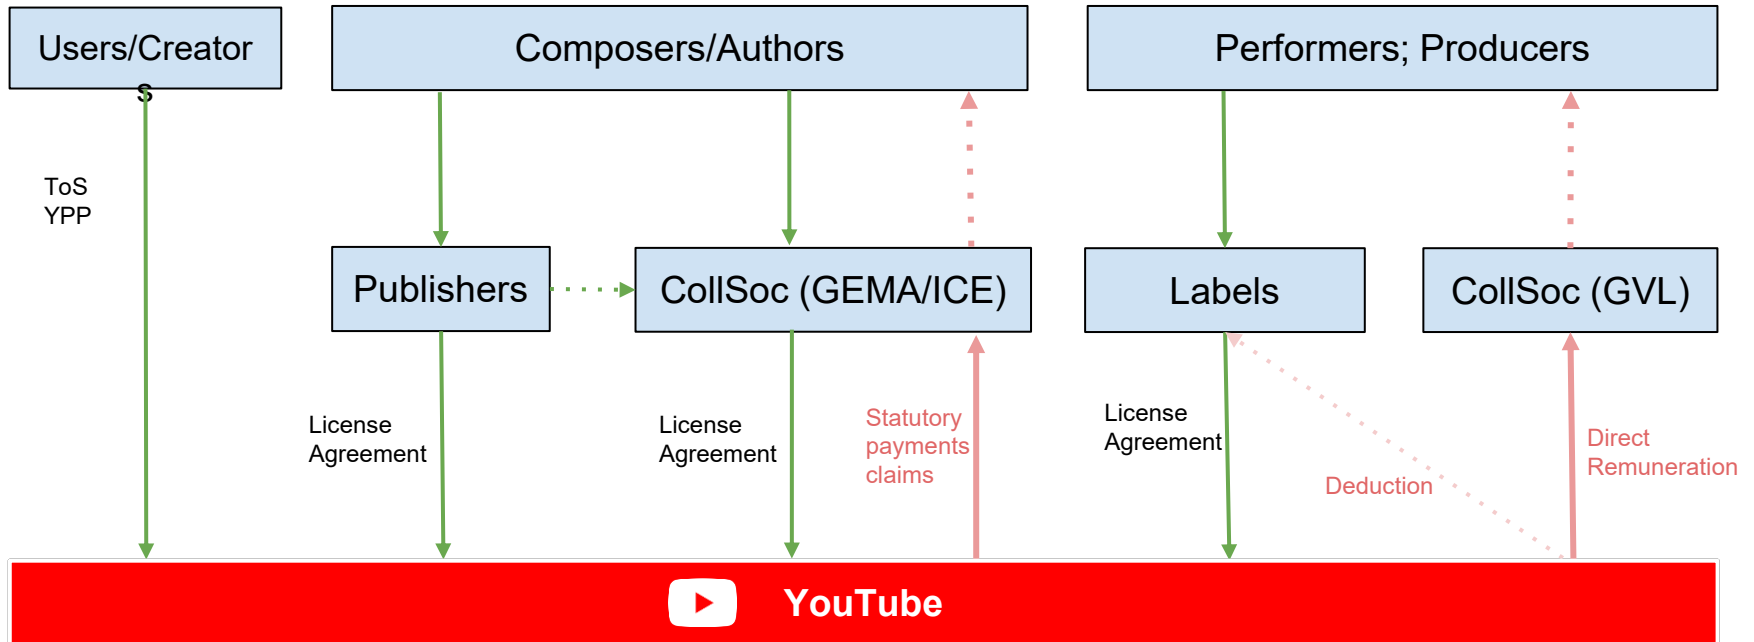 Users/Creator
s
Composers/Authors
Performers; Producers
ToS
YPP
Publishers
CollSoc (GEMA/ICE)
Labels
CollSoc (GVL)
License
Agreement
License
Agreement
Statutory
payments
claims
License
Agreement
Deduction
Direct
Remuneration
YouTube